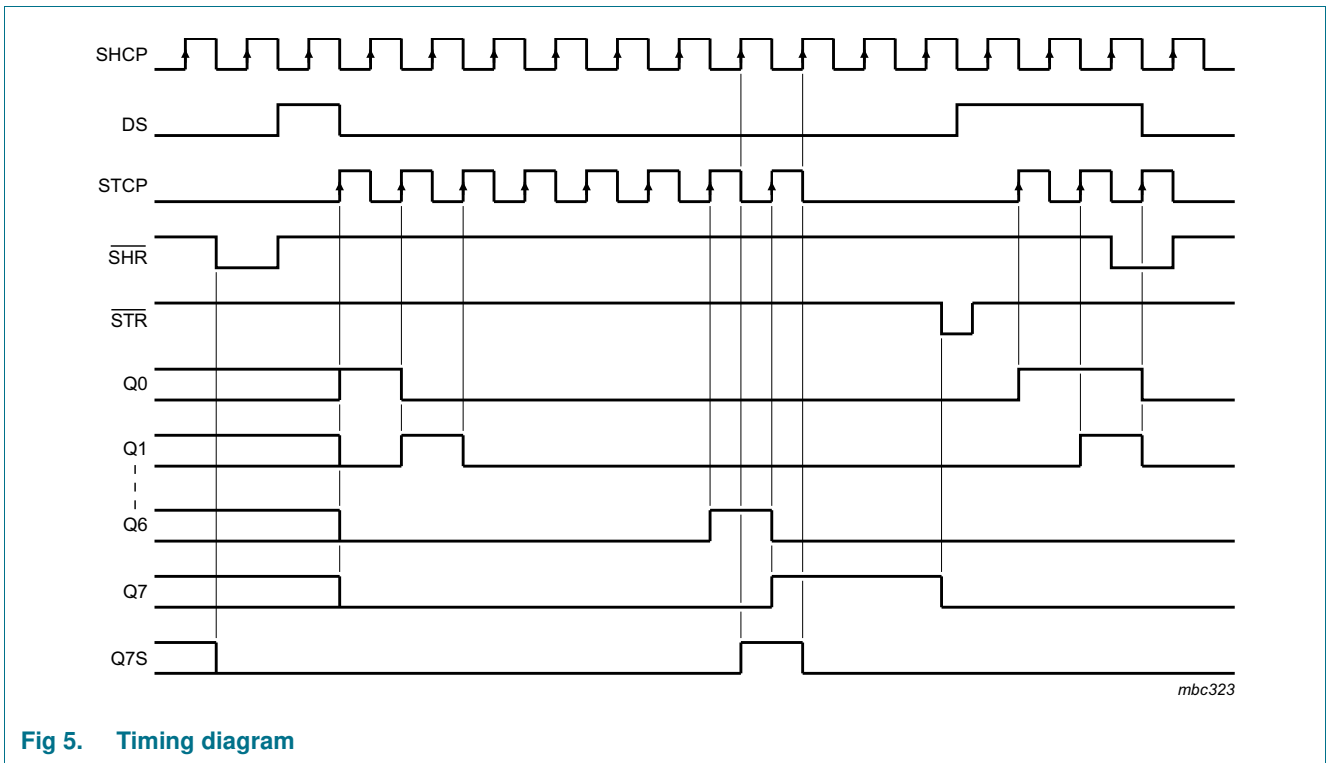 SHCP
DS
STCP
SHR
STR
Q0
Q1
Q6
Q7
Q7S
mbc323
Fig 5. Timing diagram